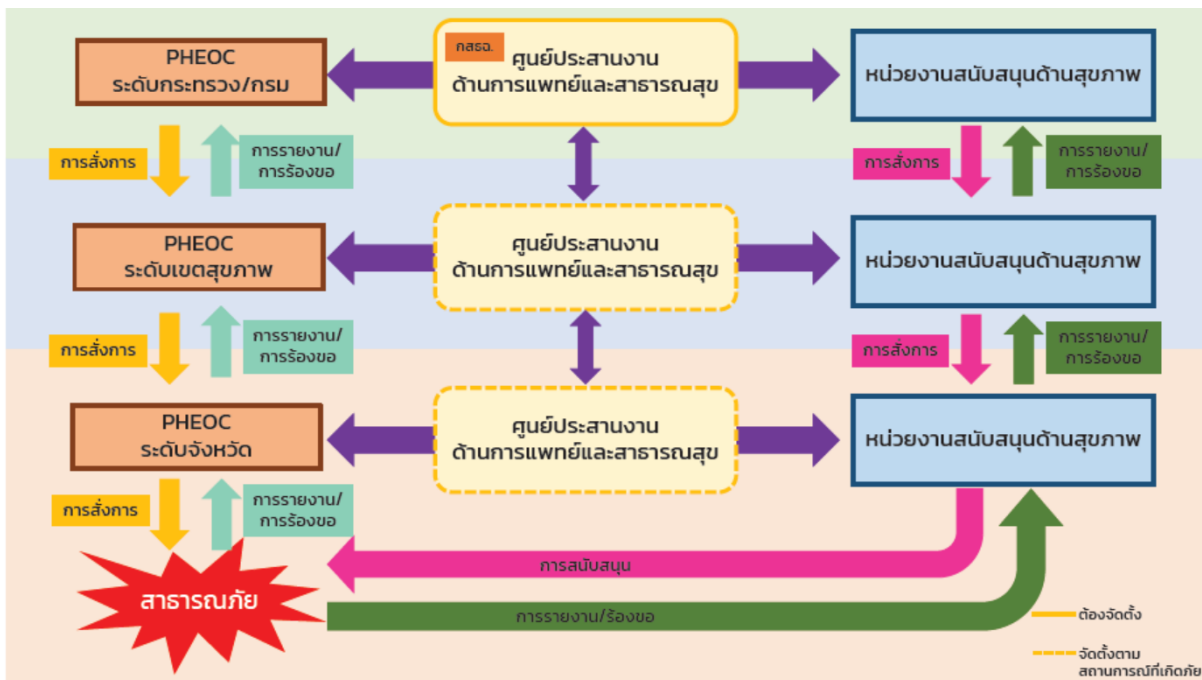 PHEOC
ระดับกระทรวง/กรม
กสธฉ.
ศูนย์ประสานงาน
ด้านการแพทย์และสาธารณสุข
หน่วยงานสนับสนุนด้านสุขภาพ
การสั่งการ
การรายงาน/
การร้องขอ
การสั่งการ
การรายงาน/
การร้องขอ
PHEOC
ระดับเขตสุขภาพ
ศูนย์ประสานงาน
ด้านการแพทย์และสาธารณสุข
หน่วยงานสนับสนุนด้านสุขภาพ
การสั่งการ
การรายงาน/
การร้องขอ
การสั่งการ
การรายงาน/
การร้องขอ
PHEOC
ระดับจังหวัด
ศูนย์ประสานงาน
ด้านการแพทย์และสาธารณสุข
หน่วยงานสนับสนุนด้านสุขภาพ
การสั่งการ
การรายงาน/
การร้องขอ
การสนับสนุน
สาธารณภัย
การรายงาน/ร้องขอ
ต้องจัดตั้ง
จัดตั้งตาม
สถานการณ์ที่เกิดภัย